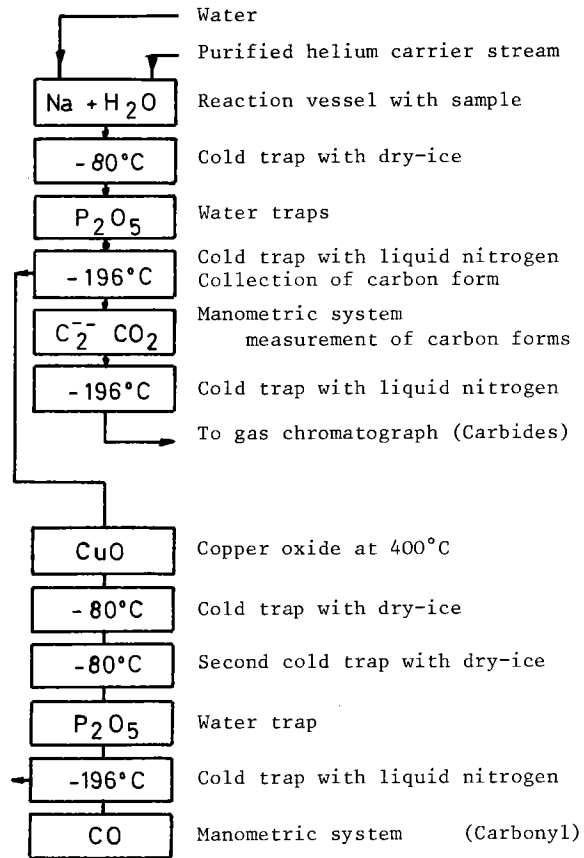 Water
Purified helium carrier stream
Na + H2O Reaction vessel with sample
-80°C Cold trap with dry-ice
P2O5 Water traps
Cold trap with liquid nitrogen
-196°C Collection of carbon form
Manometric system
C2-- CO2 measurement of carbon forms
-196°C Cold trap with liquid nitrogen
To gas chromatograph (Carbides)
CuO Copper oxide at 400°C
-80°C Cold trap with dry-ice
-80°C Second cold trap with dry-ice
P2O5 Water trap
-196°C Cold trap with liquid nitrogen
CO Manometric system (Carbonyl)